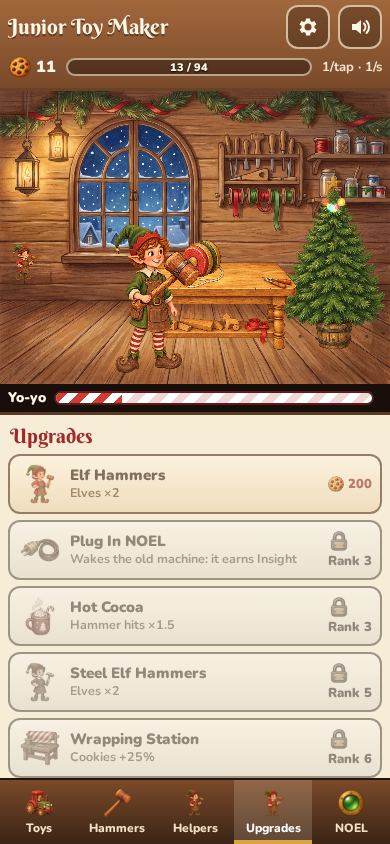 Junior Toy Maker
11
13 / 94
1/tap · 1/s
Yo-yo
Upgrades
Elf Hammers
Elves ×2
200
Plug In NOEL
Wakes the old machine: it earns Insight
Rank 3
Hot Cocoa
Hammer hits ×1.5
Rank 3
Steel Elf Hammers
Elves ×2
Rank 5
Wrapping Station
Cookies +25%
Rank 6
Toys
Hammers
Helpers
Upgrades
NOEL